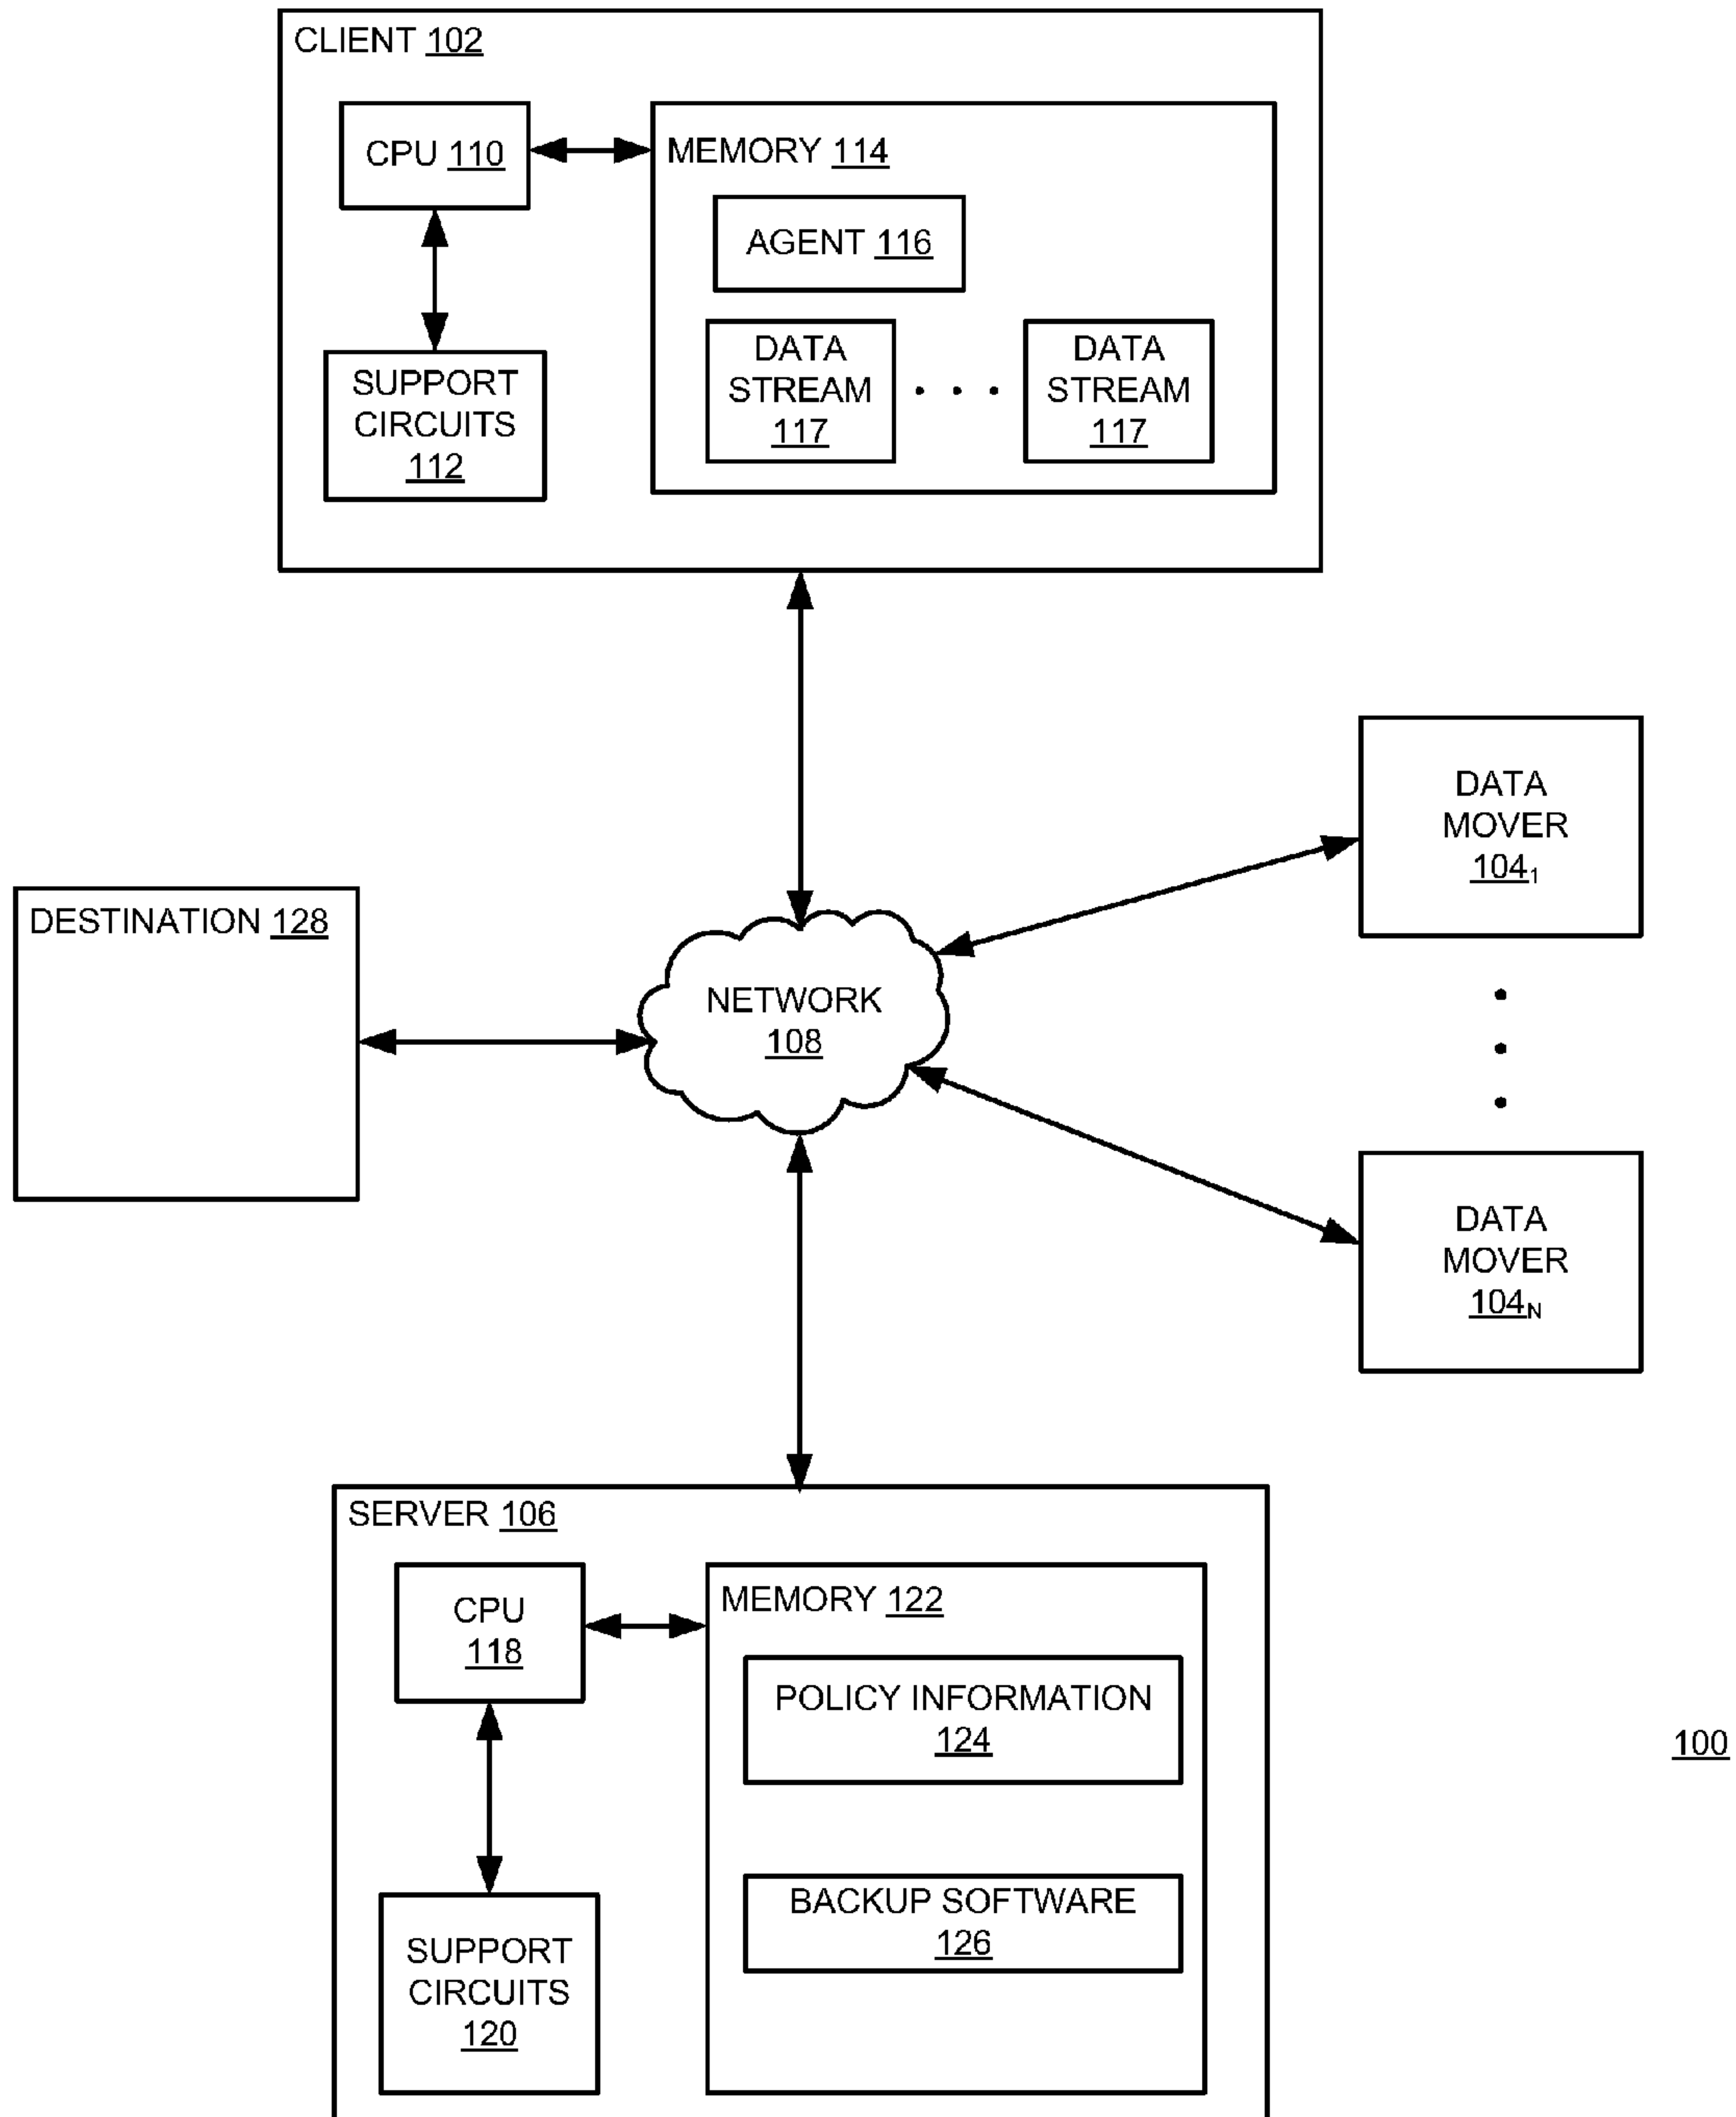 CLIENT 102
CPU 110
MEMORY 114
AGENT 116
SUPPORT
CIRCUITS
112
DATA
STREAM
117
. . .
DATA
STREAM
117
DATA
MOVER
104₁
DESTINATION 128
NETWORK
108
DATA
MOVER
104N
SERVER 106
CPU
118
MEMORY 122
POLICY INFORMATION
124
100
BACKUP SOFTWARE
126
SUPPORT
CIRCUITS
120